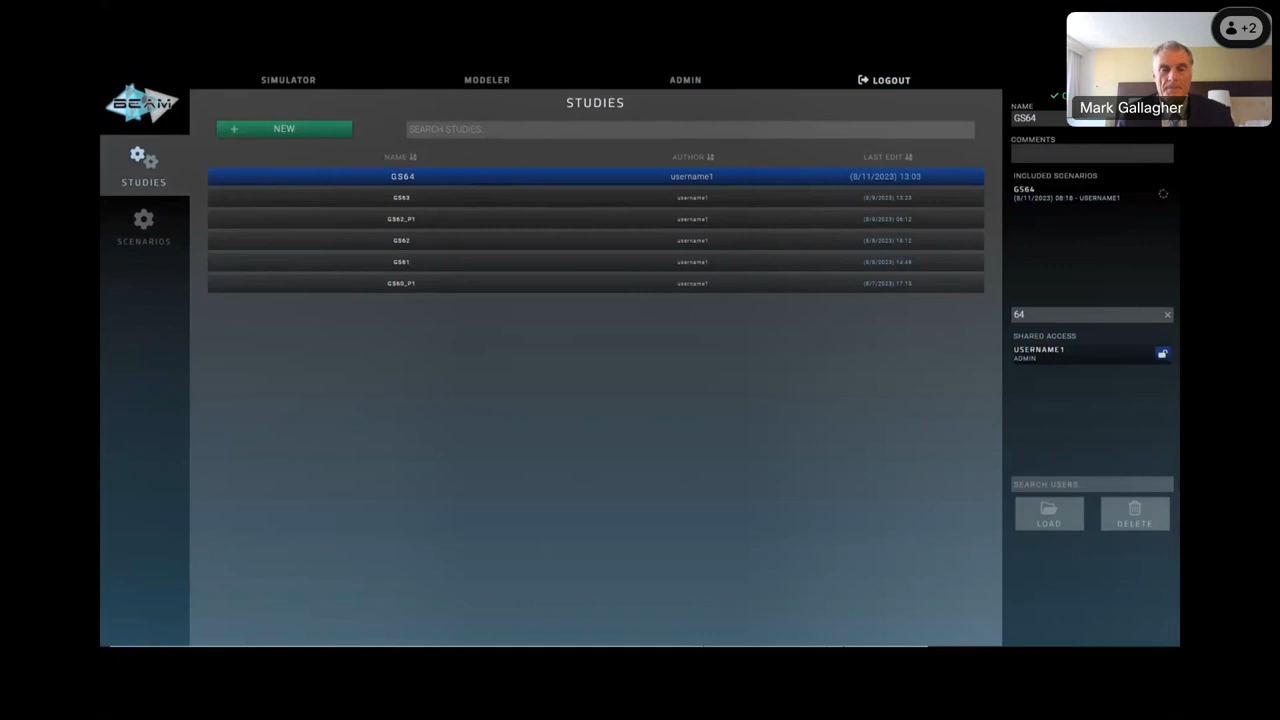 +2
Mark Gallagher
BEAM
SIMULATOR
MODELER
ADMIN
LOGOUT
STUDIES
+ NEW
SEARCH STUDIES
NAME
AUTHOR
LAST EDIT
GS64 username1 (8/11/2023) 13:03
GS63 username1
GS62_P1 username1
GS62 username1
GS61 username1
GS60_P1 username1
STUDIES
SCENARIOS
NAME
GS64
COMMENTS
INCLUDED SCENARIOS
GS64
(8/11/2023) 08:18 - USERNAME1
64
SHARED ACCESS
USERNAME1
ADMIN
SEARCH USERS
LOAD
DELETE